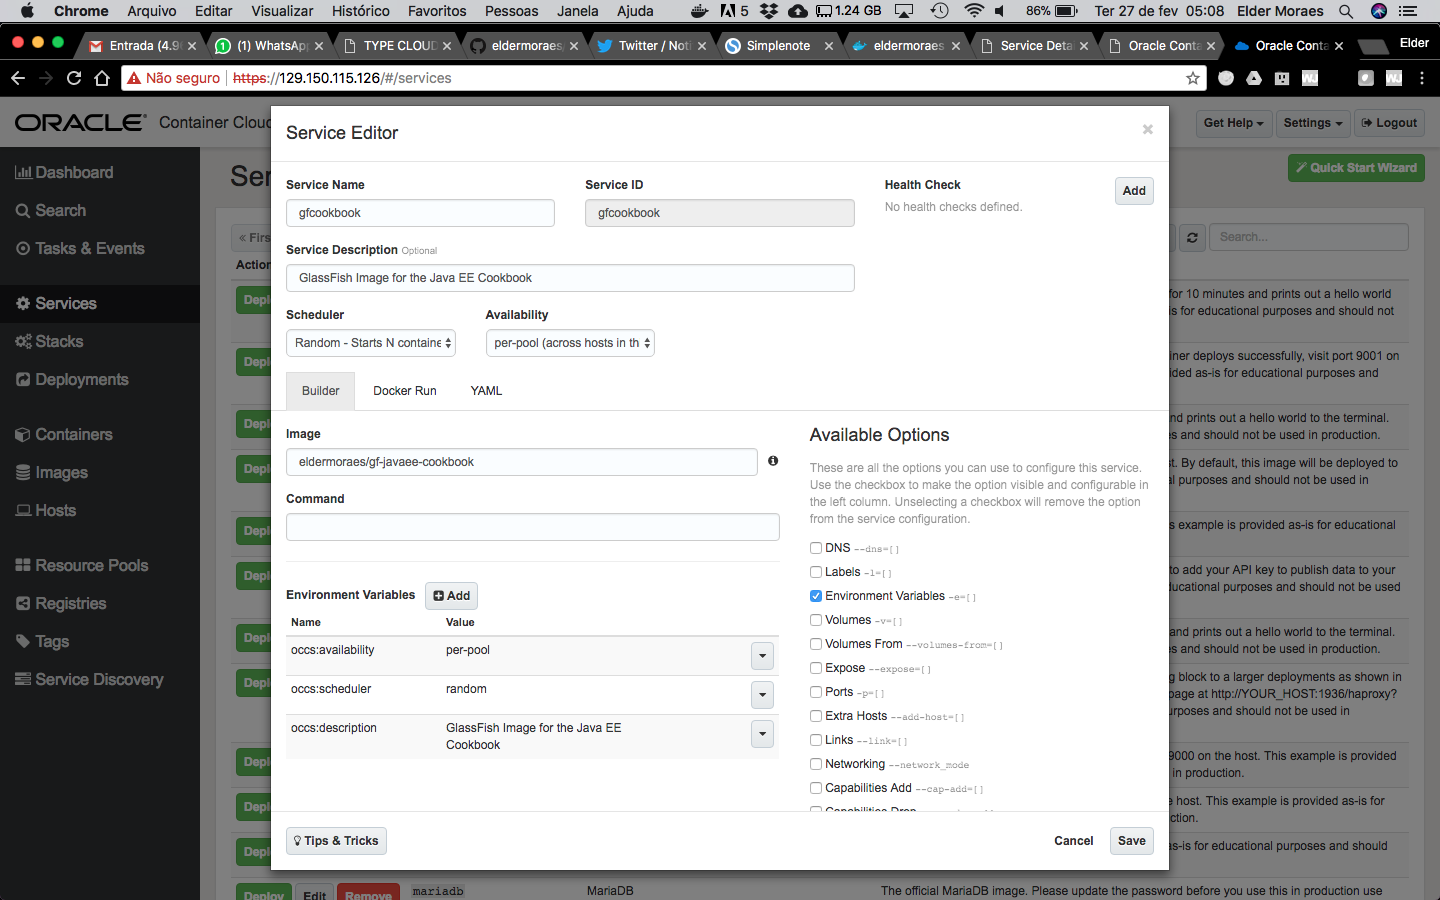 Chrome Arquivo Editar Visualizar Histórico Favoritos Pessoas Janela Ajuda 5 1.24 GB 86% Ter 27 de fev 05:08 Elder Moraes
Entrada (4.9 (1) WhatsApp TYPE CLOUD eldermoraes Twitter / Noti Simplenote eldermoraes Service Detai Oracle Conta Oracle Conta Elder
Não seguro https://129.150.115.126/#/services
ORACLE Container Cloud Get Help Settings Logout
Dashboard
Search
Tasks & Events
Services
Stacks
Deployments
Containers
Images
Hosts
Resource Pools
Registries
Tags
Service Discovery
Quick Start Wizard
« Firs
Search...
Action
Service Editor
Service Name
gfcookbook
Service ID
gfcookbook
Health Check
Add
No health checks defined.
Service Description Optional
GlassFish Image for the Java EE Cookbook
Scheduler
Random - Starts N containe
Availability
per-pool (across hosts in th
Builder Docker Run YAML
Image
eldermoraes/gf-javaee-cookbook
Command
Environment Variables Add
Name Value
occs:availability per-pool
occs:scheduler random
occs:description GlassFish Image for the Java EE
Cookbook
Available Options
These are all the options you can use to configure this service.
Use the checkbox to make the option visible and configurable in
the left column. Unselecting a checkbox will remove the option
from the service configuration.
DNS --dns=[]
Labels -l=[]
Environment Variables -e=[]
Volumes -v=[]
Volumes From --volumes-from=[]
Expose --expose=[]
Ports -p=[]
Extra Hosts --add-host=[]
Links --link=[]
Networking --network_mode
Capabilities Add --cap-add=[]
Capabilities Drop
Tips & Tricks
Cancel Save
for 10 minutes and prints out a hello world
is for educational purposes and should not
iner deploys successfully, visit port 9001 on
ided as-is for educational purposes and
and prints out a hello world to the terminal.
s and should not be used in production.
st. By default, this image will be deployed to
al purposes and should not be used in
s example is provided as-is for educational
to add your API key to publish data to your
ducational purposes and should not be used
and prints out a hello world to the terminal.
s and should not be used in production.
g block to a larger deployments as shown in
page at http://YOUR_HOST:1936/haproxy?
urposes and should not be used in
9000 on the host. This example is provided
in production.
e host. This example is provided as-is for
ction.
as-is for educational purposes and should
Deploy Edit Remove mariadb MariaDB The official MariaDB image. Please update the password before you use this in production use